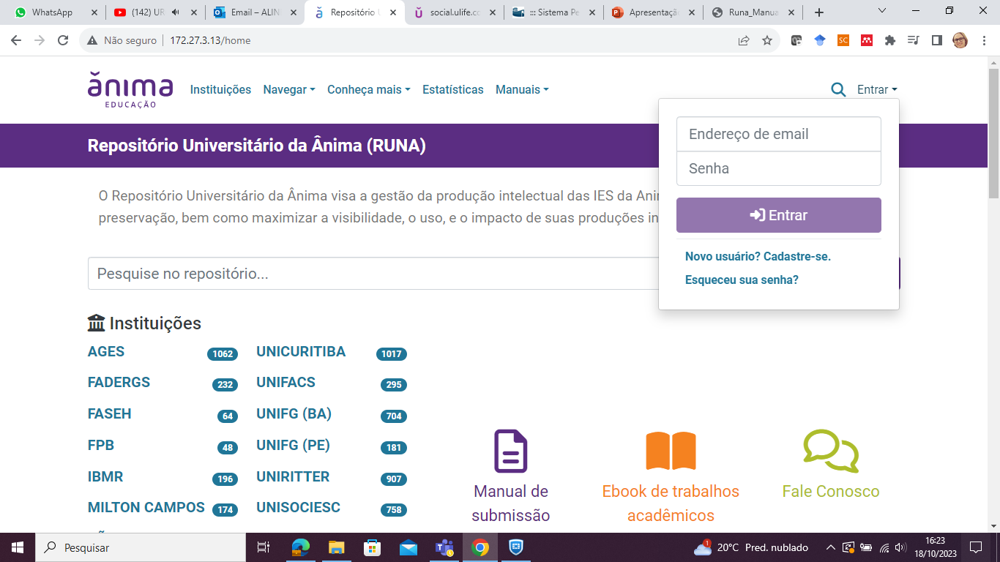 WhatsApp
(142) UR
Email – ALIN
Repositório U
social.ulife.co
::: Sistema Pe
Apresentação
Runa_Manua
Não seguro
172.27.3.13/home
SC
ănima
EDUCAÇÃO
Instituições
Navegar
Conheça mais
Estatísticas
Manuais
Entrar
Repositório Universitário da Ânima (RUNA)
Endereço de email
Senha
Entrar
Novo usuário? Cadastre-se.
Esqueceu sua senha?
O Repositório Universitário da Ânima visa a gestão da produção intelectual das IES da Ani
preservação, bem como maximizar a visibilidade, o uso, e o impacto de suas produções in
Pesquise no repositório...
Instituições
AGES 1062 UNICURITIBA 1017
FADERGS 232 UNIFACS 295
FASEH 64 UNIFG (BA) 704
FPB 48 UNIFG (PE) 181
IBMR 196 UNIRITTER 907
MILTON CAMPOS 174 UNISOCIESC 758
Manual de
submissão
Ebook de trabalhos
acadêmicos
Fale Conosco
Pesquisar
1
20°C Pred. nublado
16:23
18/10/2023